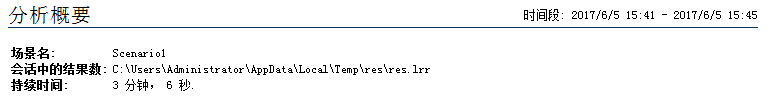 分析概要 时间段: 2017/6/5 15:41 - 2017/6/5 15:45
场景名: Scenario1
会话中的结果数: C:\Users\Administrator\AppData\Local\Temp\res\res.lrr
持续时间: 3 分钟, 6 秒.